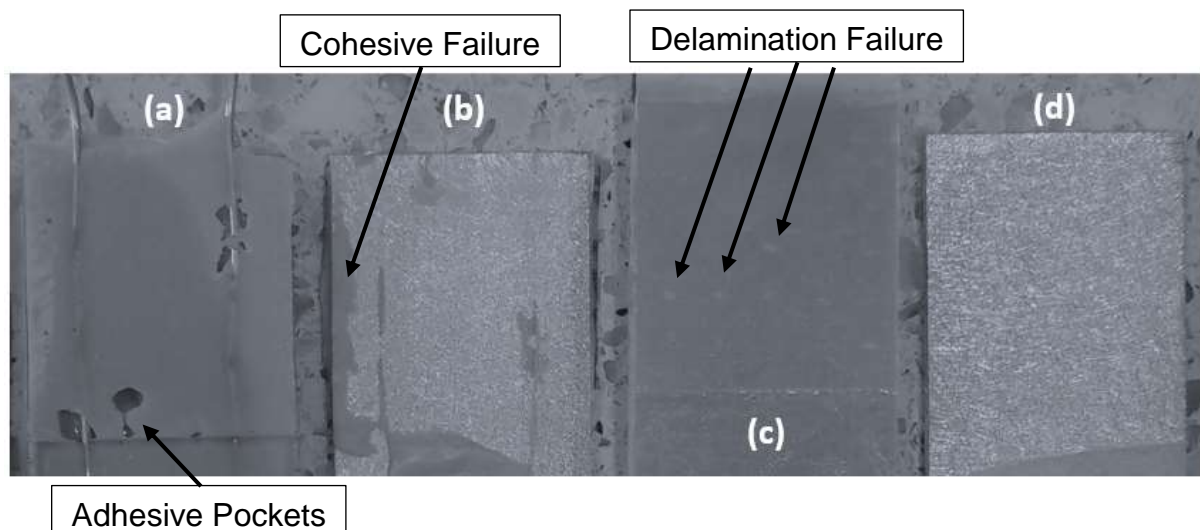 Cohesive Failure
Delamination Failure
(a)
(b)
(d)
(c)
Adhesive Pockets